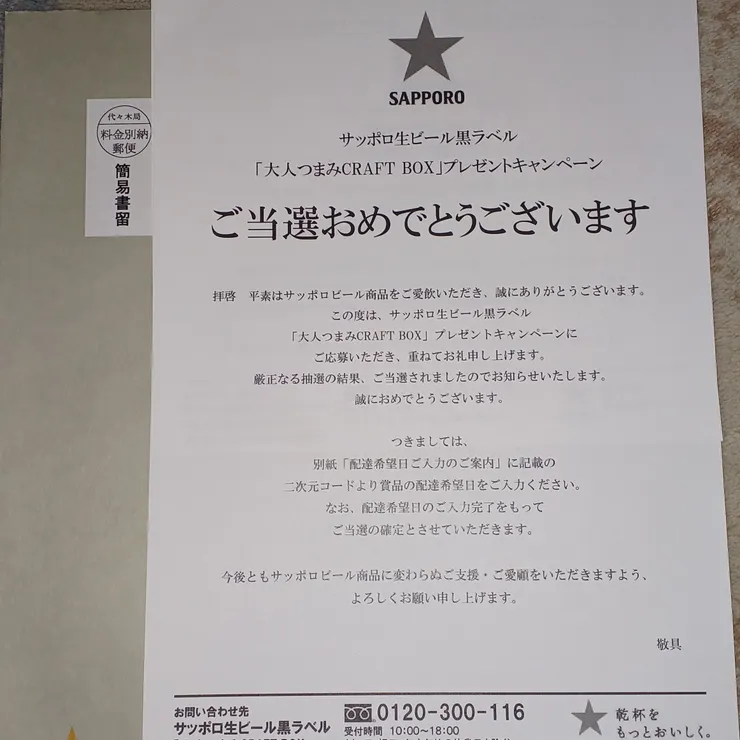 代々木局
料金別納
郵便
簡易書留
SAPPORO
サッポロ生ビール黒ラベル
「大人つまみCRAFT BOX」プレゼントキャンペーン
ご当選おめでとうございます
拝啓　平素はサッポロビール商品をご愛飲いただき、誠にありがとうございます。
この度は、サッポロ生ビール黒ラベル
「大人つまみCRAFT BOX」プレゼントキャンペーンに
ご応募いただき、重ねてお礼申し上げます。
厳正なる抽選の結果、ご当選されましたのでお知らせいたします。
誠におめでとうございます。
つきましては、
別紙「配達希望日ご入力のご案内」に記載の
二次元コードより賞品の配達希望日をご入力ください。
なお、配達希望日のご入力完了をもって
ご当選の確定とさせていただきます。
今後ともサッポロビール商品に変わらぬご支援・ご愛顧をいただきますよう、
よろしくお願い申し上げます。
敬具
お問い合わせ先
サッポロ生ビール黒ラベル
0120-300-116
受付時間 10:00～18:00
乾杯を
もっとおいしく。